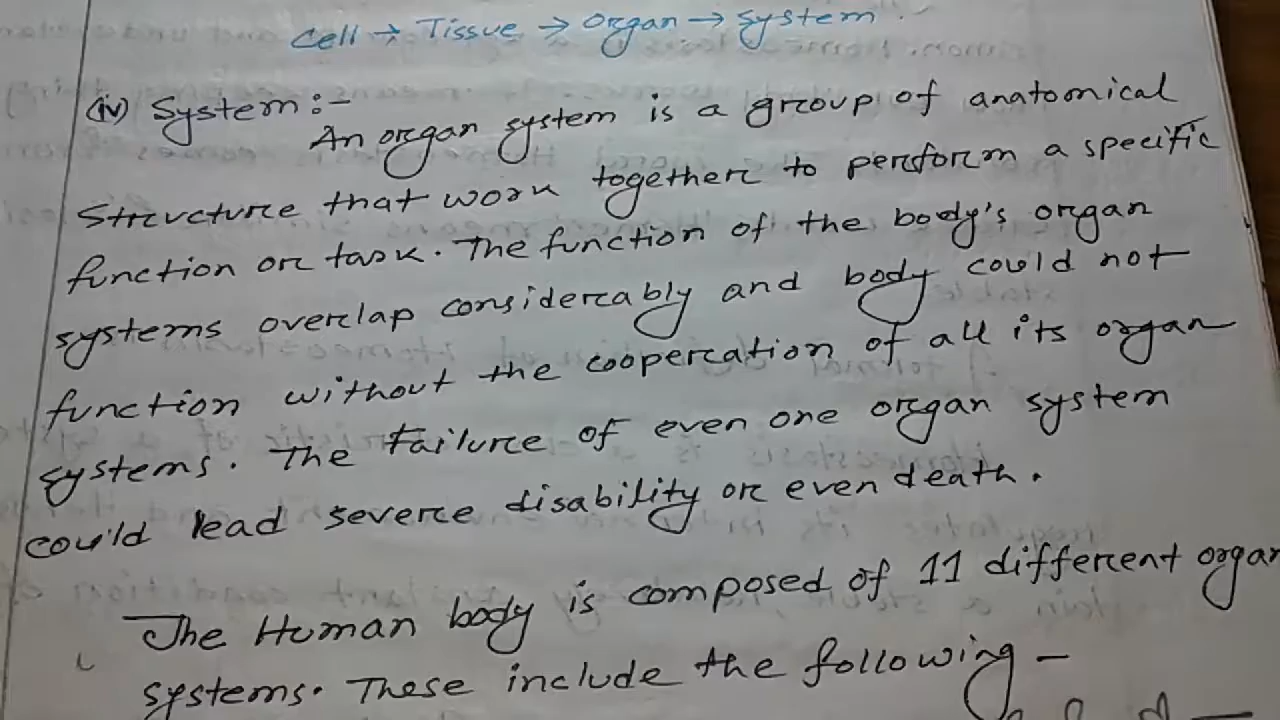 Cell → Tissue → Organ → System
(iv) System :-
An organ system is a group of anatomical
structure that work together to perform a specific
function or task. The function of the body's organ
systems overlap considerably and body could not
function without the cooperation of all its organ
systems. The failure of even one organ system
could lead severe disability or even death.
The Human body is composed of 11 different organ
systems. These include the following -